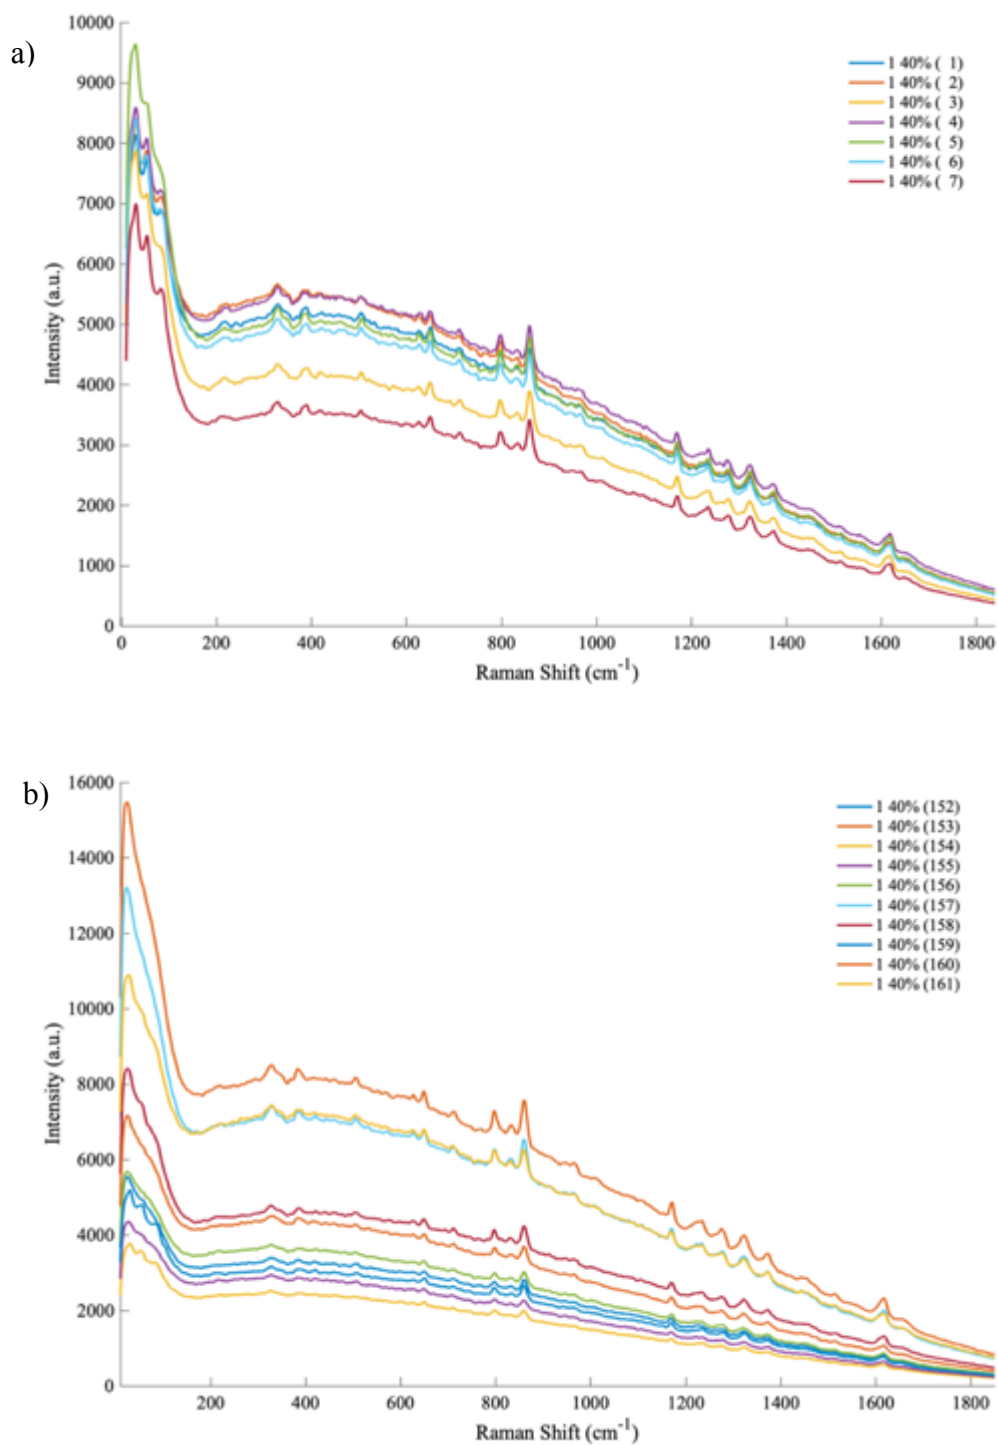 a)
10000
9000
8000
7000
6000
5000
4000
3000
2000
1000
0
Intensity (a.u.)
0 200 400 600 800 1000 1200 1400 1600 1800
Raman Shift (cm-1)
1 40% ( 1)
1 40% ( 2)
1 40% ( 3)
1 40% ( 4)
1 40% ( 5)
1 40% ( 6)
1 40% ( 7)
b)
16000
14000
12000
10000
8000
6000
4000
2000
0
Intensity (a.u.)
200 400 600 800 1000 1200 1400 1600 1800
Raman Shift (cm-1)
1 40% (152)
1 40% (153)
1 40% (154)
1 40% (155)
1 40% (156)
1 40% (157)
1 40% (158)
1 40% (159)
1 40% (160)
1 40% (161)